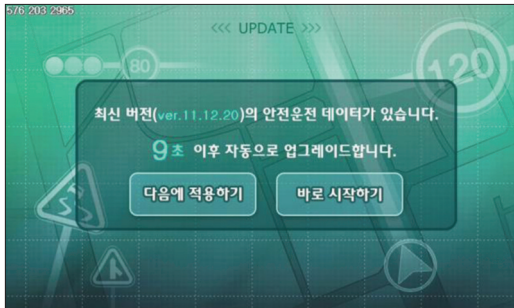 576 203 2965
<<< UPDATE >>>
80
120
최신 버전(ver.11.12.20)의 안전운전 데이터가 있습니다.
9초 이후 자동으로 업그레이드합니다.
다음에 적용하기 바로 시작하기